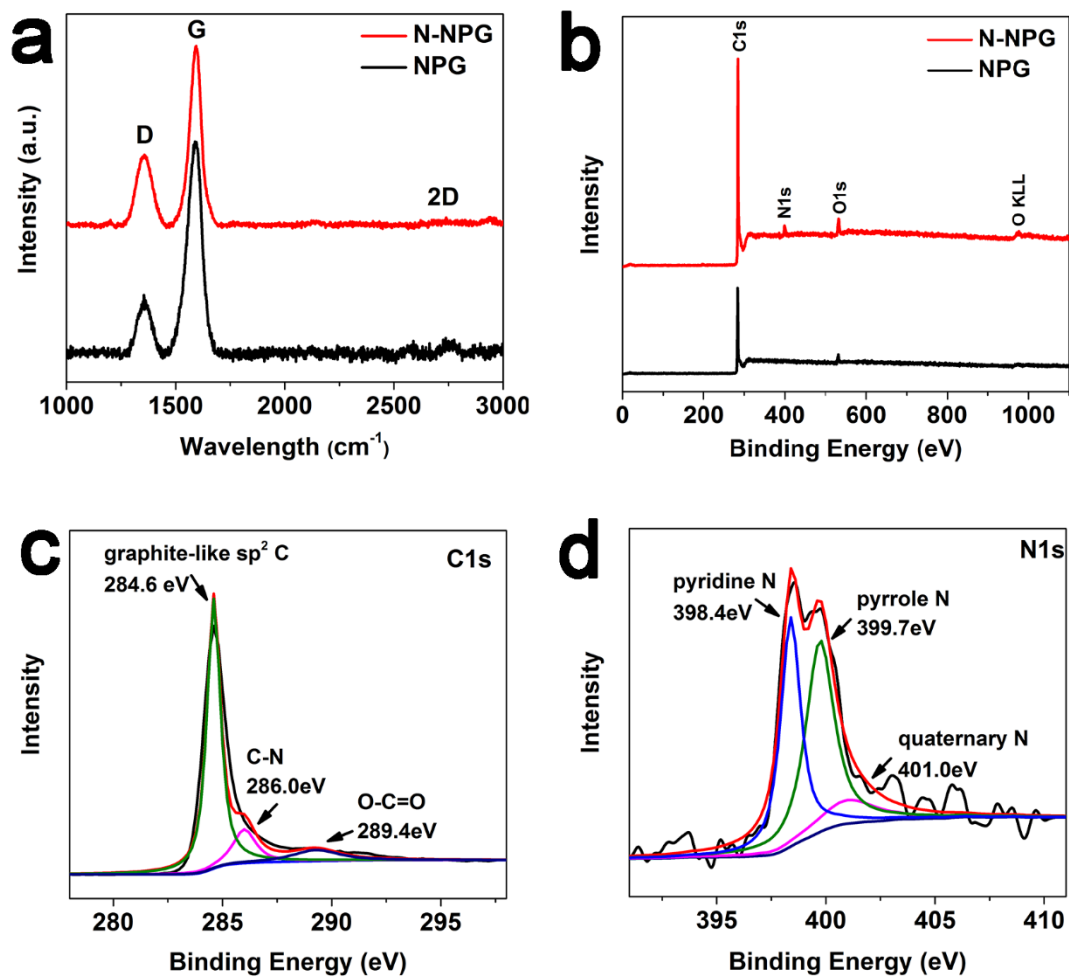 a
N-NPG
NPG
G
D
2D
Intensity (a.u.)
1000 1500 2000 2500 3000
Wavelength (cm⁻¹)
b
N-NPG
NPG
C1s
N1s
O1s
O KLL
Intensity
0 200 400 600 800 1000
Binding Energy (eV)
c
C1s
graphite-like sp² C
284.6 eV
C-N
286.0eV
O-C=O
289.4eV
Intensity
280 285 290 295
Binding Energy (eV)
d
N1s
pyridine N
398.4eV
pyrrole N
399.7eV
quaternary N
401.0eV
Intensity
395 400 405 410
Binding Energy (eV)